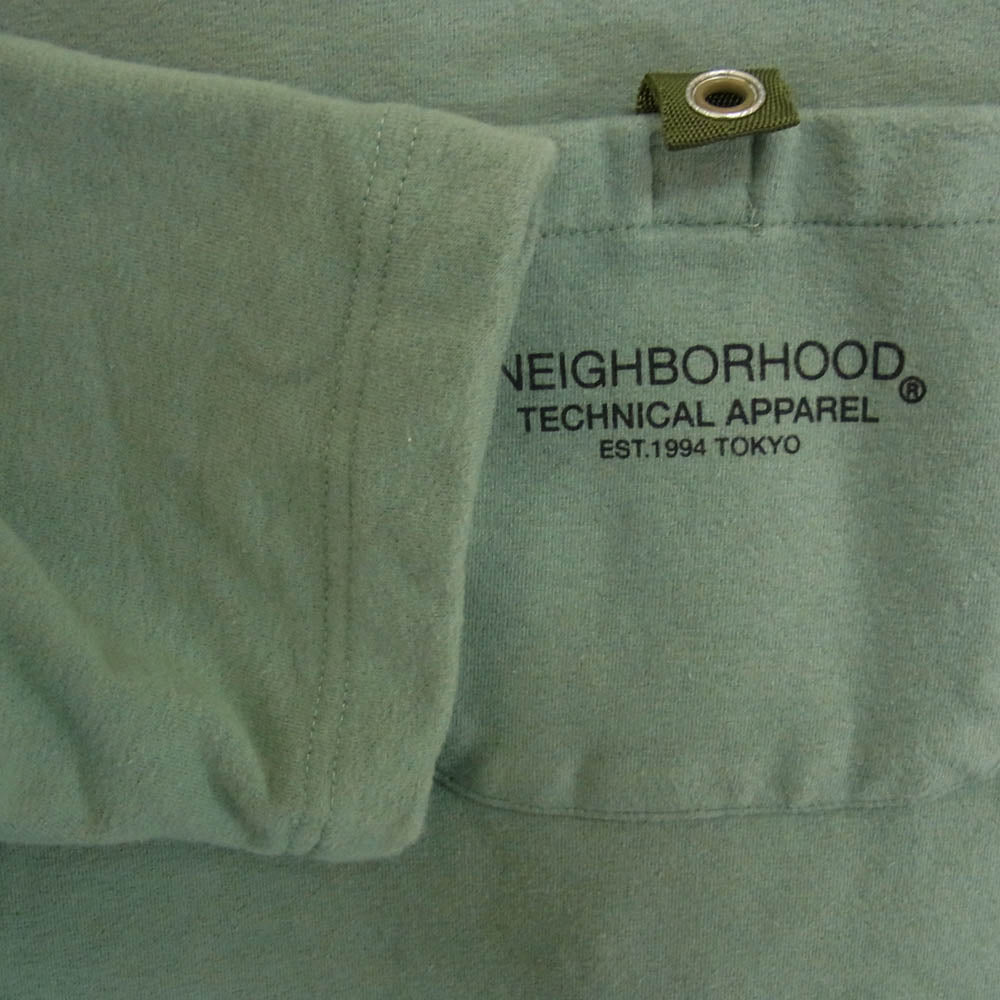 NEIGHBORHOOD®
TECHNICAL APPAREL
EST.1994 TOKYO